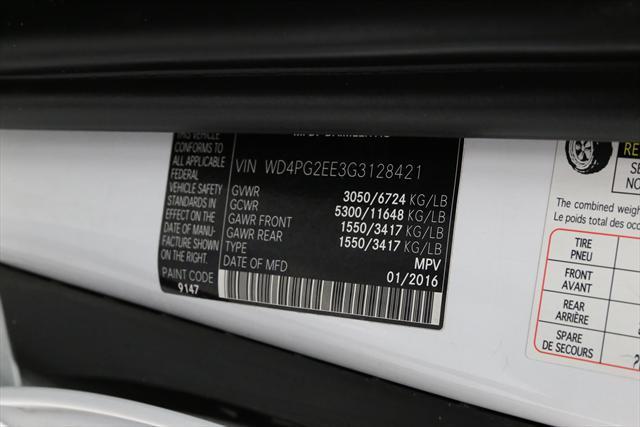 THIS VEHICLE
CONFORMS TO
ALL APPLICABLE
FEDERAL
VEHICLE SAFETY
STANDARDS IN
EFFECT ON THE
DATE OF MANU-
FACTURE SHOWN
ON THE RIGHT.
PAINT CODE
9147
VIN WD4PG2EE3G3128421
GVWR 3050/6724 KG/LB
GCWR 5300/11648 KG/LB
GAWR FRONT 1550/3417 KG/LB
GAWR REAR 1550/3417 KG/LB
TYPE MPV
DATE OF MFD 01/2016
The combined weigh
Le poids total des occ
TIRE
PNEU
FRONT
AVANT
REAR
ARRIÈRE
SPARE
DE SECOURS